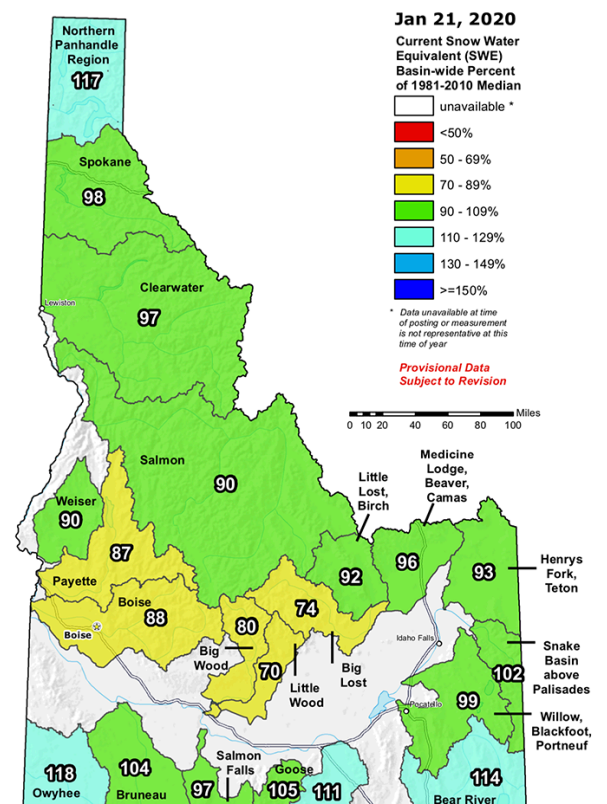 Jan 21, 2020
Current Snow Water
Equivalent (SWE)
Basin-wide Percent
of 1981-2010 Median
unavailable *
<50%
50 - 69%
70 - 89%
90 - 109%
110 - 129%
130 - 149%
>=150%
* Data unavailable at time
of posting or measurement
is not representative at this
time of year
Provisional Data
Subject to Revision
Miles
0 10 20 40 60 80 100
Northern
Panhandle
Region
117
Spokane
98
Clearwater
97
Lewiston
Salmon
90
Weiser
90
87
Payette
Boise
88
Boise
Big
Wood
80
70
Little
Wood
74
Big
Lost
Little
Lost,
Birch
92
Medicine
Lodge,
Beaver,
Camas
96
93
Henrys
Fork,
Teton
Idaho Falls
Snake
Basin
above
Palisades
102
99
Pocatello
Willow,
Blackfoot,
Portneuf
118
Owyhee
104
Bruneau
97
Salmon
Falls
Goose
105
111
114
Bear River